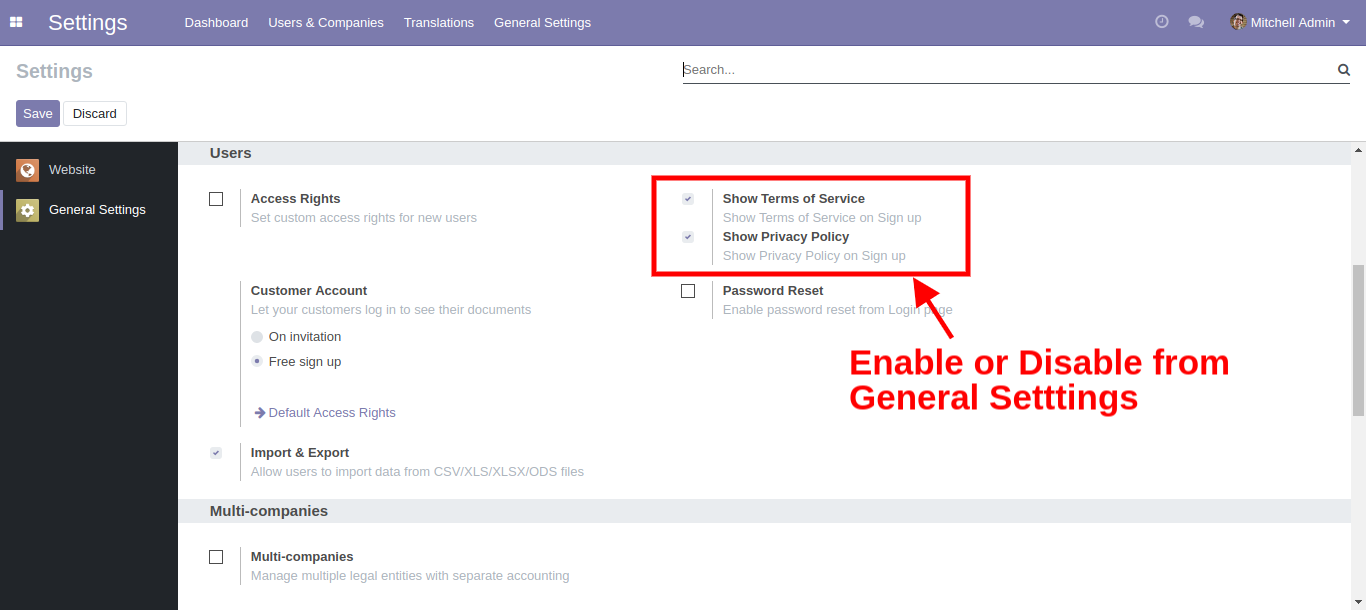 Settings Dashboard Users & Companies Translations General Settings Mitchell Admin
Settings
Search...
Save Discard
Website
General Settings
Users
Access Rights
Set custom access rights for new users
Show Terms of Service
Show Terms of Service on Sign up
Show Privacy Policy
Show Privacy Policy on Sign up
Customer Account
Let your customers log in to see their documents
On invitation
Free sign up
Default Access Rights
Password Reset
Enable password reset from Login page
Enable or Disable from
General Setttings
Import & Export
Allow users to import data from CSV/XLS/XLSX/ODS files
Multi-companies
Multi-companies
Manage multiple legal entities with separate accounting